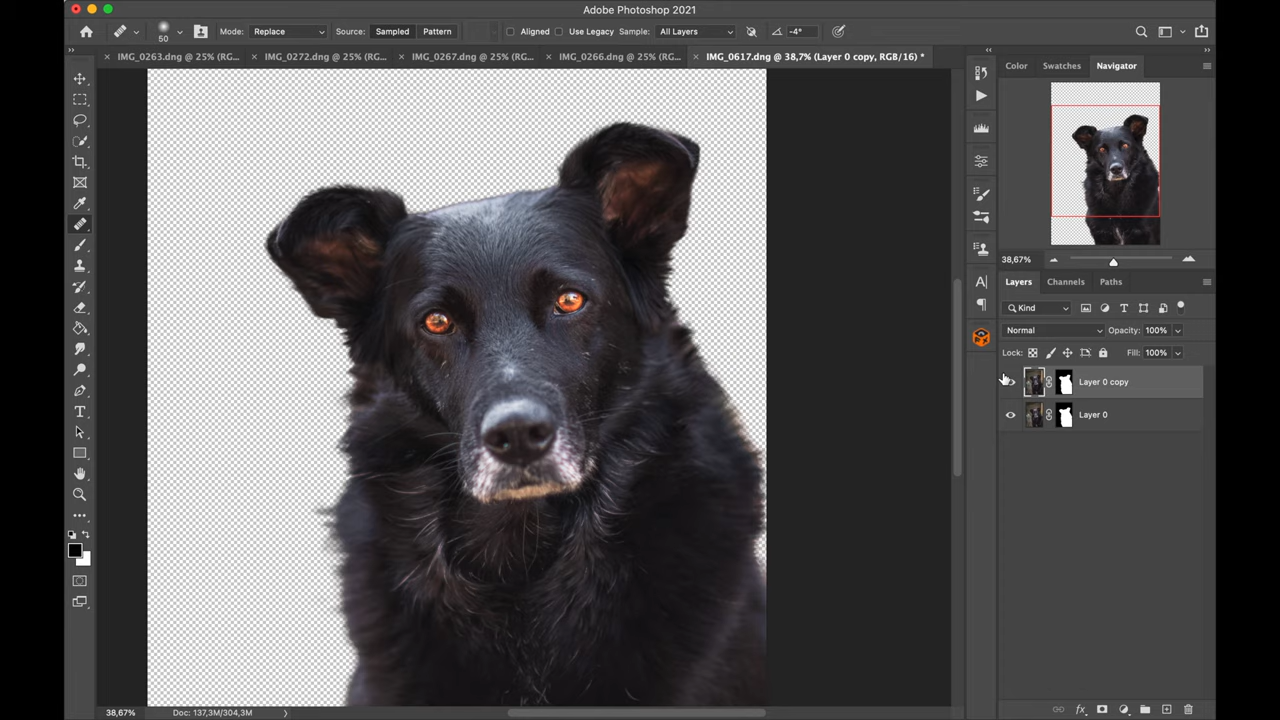 Adobe Photoshop 2021
50 Mode: Replace Source: Sampled Pattern Aligned Use Legacy Sample: All Layers -4°
IMG_0263.dng @ 25% (RG... IMG_0272.dng @ 25% (RG... IMG_0267.dng @ 25% (RG... IMG_0266.dng @ 25% (RG... IMG_0617.dng @ 38,7% (Layer 0 copy, RGB/16) *
Color Swatches Navigator
38,67%
Layers Channels Paths
Kind
Normal Opacity: 100%
Lock: Fill: 100%
Layer 0 copy
Layer 0
38,67% Doc: 137,3M/304,3M